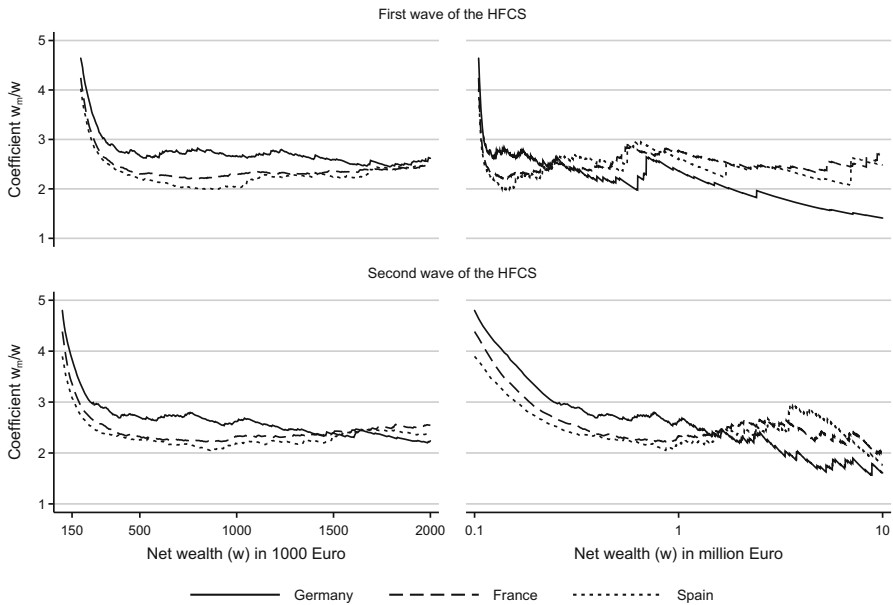 First wave of the HFCS
Coefficient wₘ/w
5
4
3
2
1
Second wave of the HFCS
Coefficient wₘ/w
5
4
3
2
1
150 500 1000 1500 2000
0.1 1 10
Net wealth (w) in 1000 Euro
Net wealth (w) in million Euro
Germany France Spain